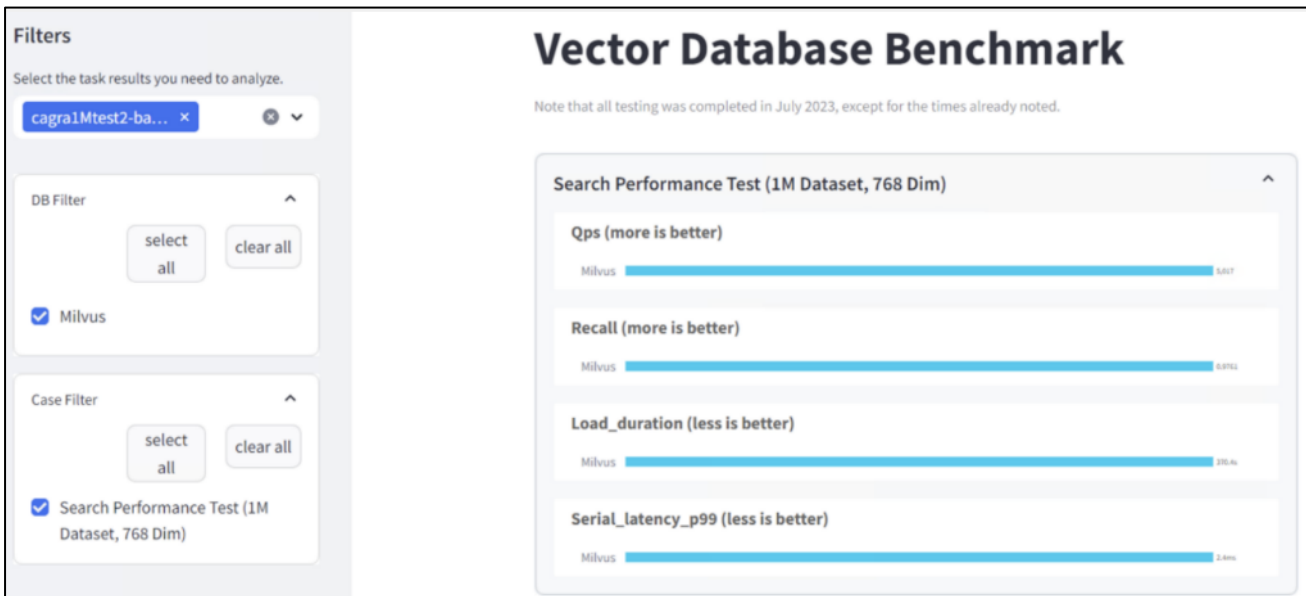 Filters
Select the task results you need to analyze.
cagra1Mtest2-ba... ×
DB Filter
select all
clear all
Milvus
Case Filter
select all
clear all
Search Performance Test (1M
Dataset, 768 Dim)
Vector Database Benchmark
Note that all testing was completed in July 2023, except for the times already noted.
Search Performance Test (1M Dataset, 768 Dim)
Qps (more is better)
Milvus
Recall (more is better)
Milvus
Load_duration (less is better)
Milvus
Serial_latency_p99 (less is better)
Milvus 2.4ms